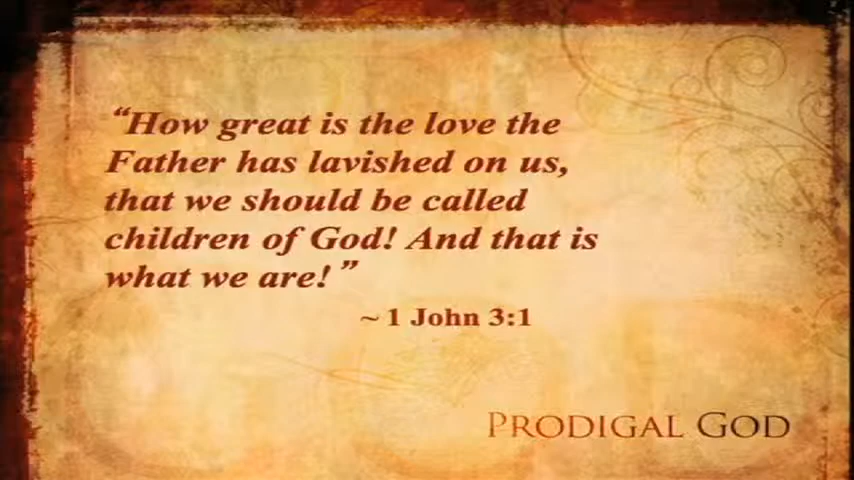 “How great is the love the
Father has lavished on us,
that we should be called
children of God! And that is
what we are!”
~ 1 John 3:1
PRODIGAL GOD